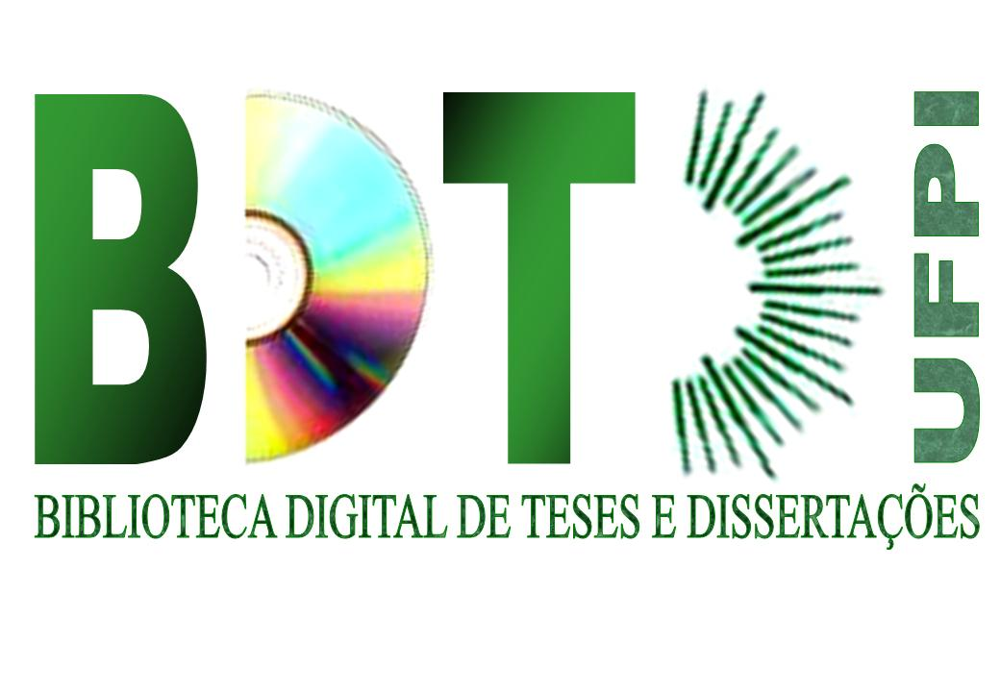 BDTD
UFPI
BIBLIOTECA DIGITAL DE TESES E DISSERTAÇÕES